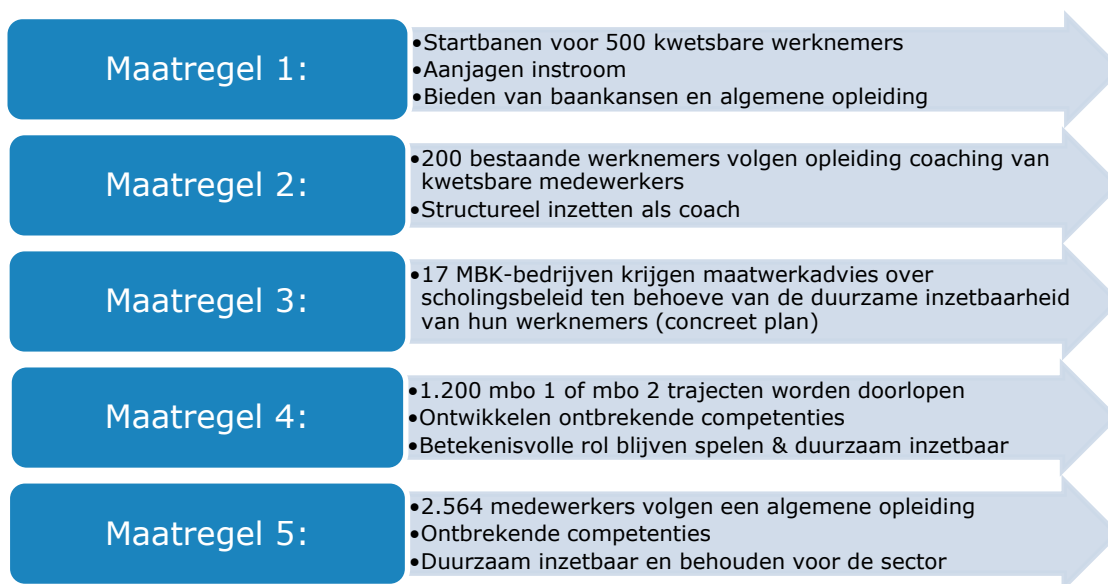 Maatregel 1:
•Startbanen voor 500 kwetsbare werknemers
•Aanjagen instroom
•Bieden van baankansen en algemene opleiding
Maatregel 2:
•200 bestaande werknemers volgen opleiding coaching van
kwetsbare medewerkers
•Structureel inzetten als coach
Maatregel 3:
•17 MBK-bedrijven krijgen maatwerkadvies over
scholingsbeleid ten behoeve van de duurzame inzetbaarheid
van hun werknemers (concreet plan)
Maatregel 4:
•1.200 mbo 1 of mbo 2 trajecten worden doorlopen
•Ontwikkelen ontbrekende competenties
•Betekenisvolle rol blijven spelen & duurzaam inzetbaar
Maatregel 5:
•2.564 medewerkers volgen een algemene opleiding
•Ontbrekende competenties
•Duurzaam inzetbaar en behouden voor de sector